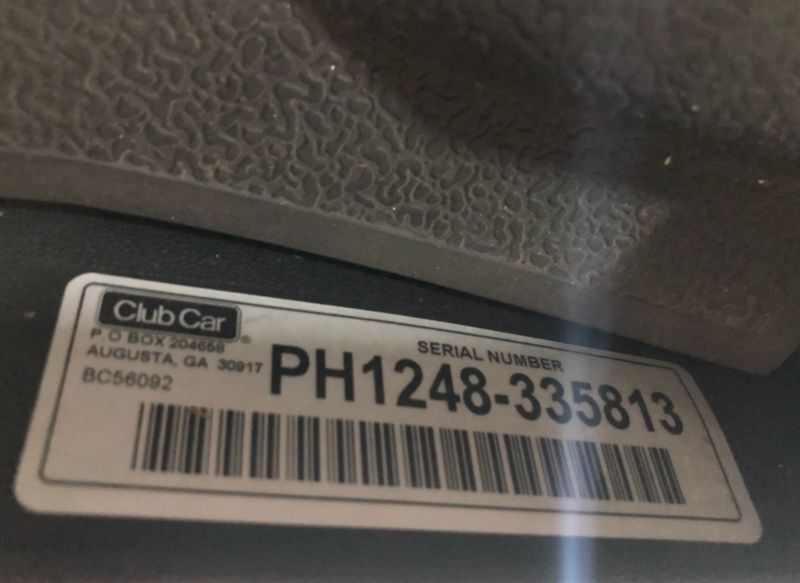 Club Car®
P.O BOX 204658
AUGUSTA, GA 30917
BC56092
SERIAL NUMBER
PH1248-335813